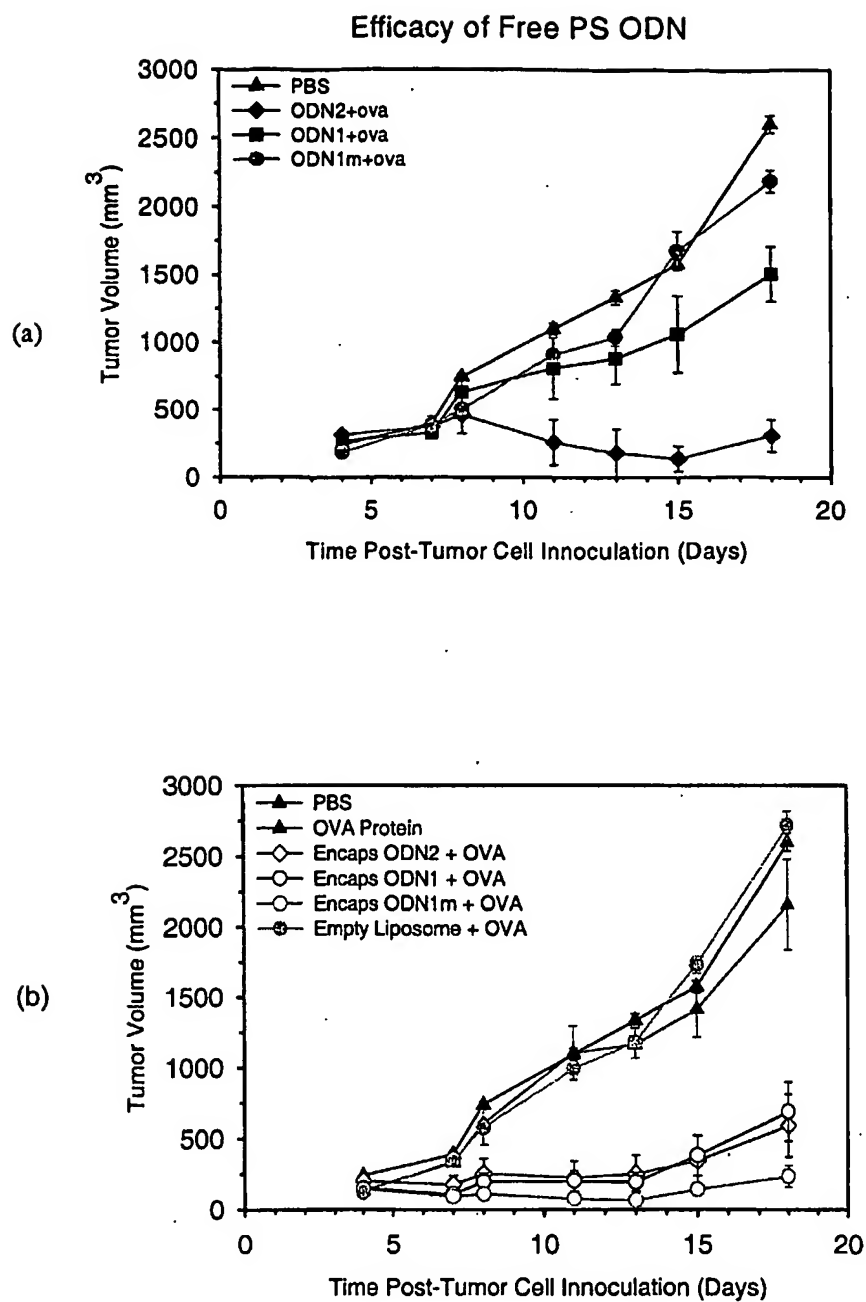 Efficacy of Free PS ODN
(a)
Tumor Volume (mm³)
3000
2500
2000
1500
1000
500
0
PBS
ODN2+ova
ODN1+ova
ODN1m+ova
0 5 10 15 20
Time Post-Tumor Cell Innoculation (Days)
(b)
Tumor Volume (mm³)
3000
2500
2000
1500
1000
500
0
PBS
OVA Protein
Encaps ODN2 + OVA
Encaps ODN1 + OVA
Encaps ODN1m + OVA
Empty Liposome + OVA
0 5 10 15 20
Time Post-Tumor Cell Innoculation (Days)